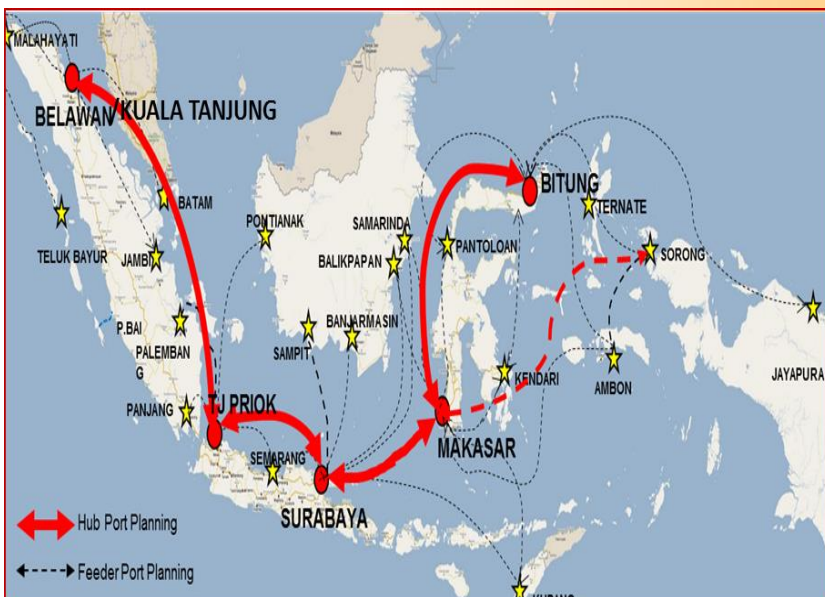 MALAHAYATI
BELAWAN/KUALA TANJUNG
BATAM
TELUK BAYUR
JAMBI
P.BAI
PALEMBAN
G
PANJANG
TJ PRIOK
SEMARANG
SURABAYA
PONTIANAK
SAMPIT
BANJARMASIN
SAMARINDA
BALIKPAPAN
PANTOLOAN
BITUNG
TERNATE
SORONG
KENDARI
AMBON
JAYAPURA
MAKASAR
Hub Port Planning
Feeder Port Planning